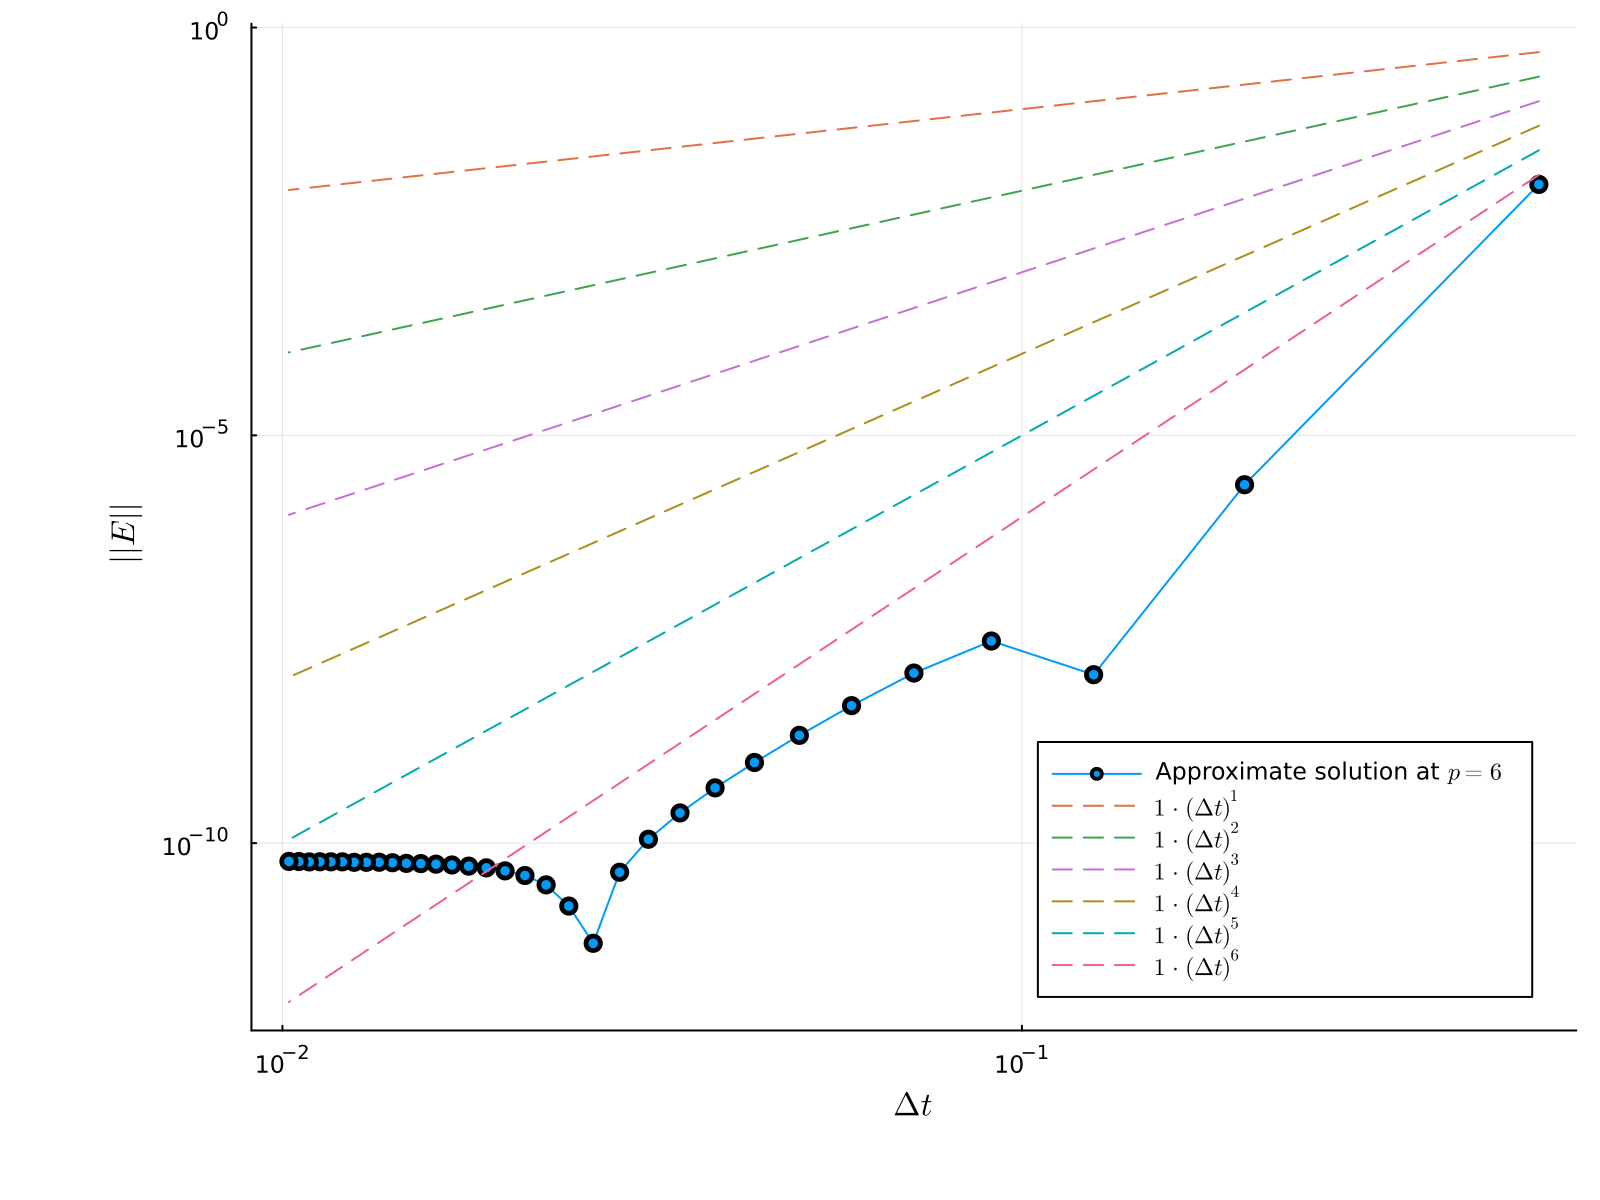 10^0
10^−5
10^−10
||E||
10^−2
10^−1
Δt
Approximate solution at p = 6
1 · (Δt)^1
1 · (Δt)^2
1 · (Δt)^3
1 · (Δt)^4
1 · (Δt)^5
1 · (Δt)^6